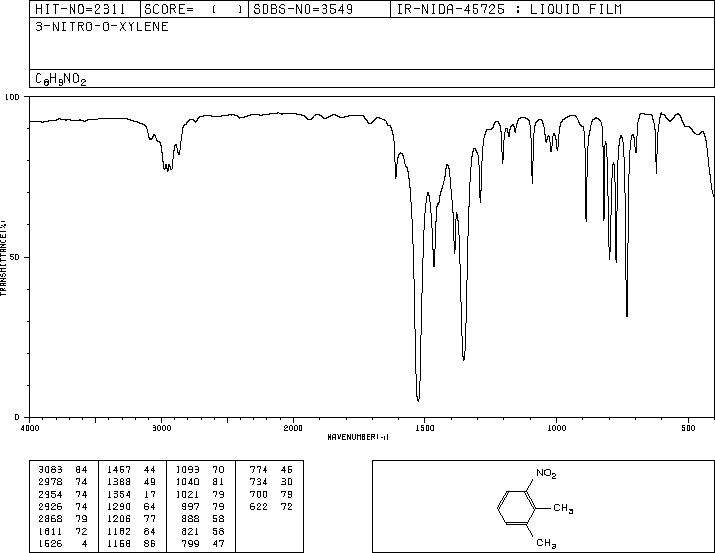 HIT-NO=2311 SCORE= ( ) SDBS-NO=3549 IR-NIDA-45725 : LIQUID FILM
3-NITRO-O-XYLENE
C8H9NO2
100
50
0
TRANSMITTANCE(%)
4000 3000 2000 1500 1000 500
WAVENUMBER(-1)
3083 84 1467 44 1093 70 774 46
2978 74 1388 49 1040 81 734 30
2954 74 1354 17 1021 79 700 79
2926 74 1290 64 997 79 622 72
2868 79 1206 77 888 58
1611 72 1182 84 821 58
1526 4 1158 86 799 47
NO2
CH3
CH3